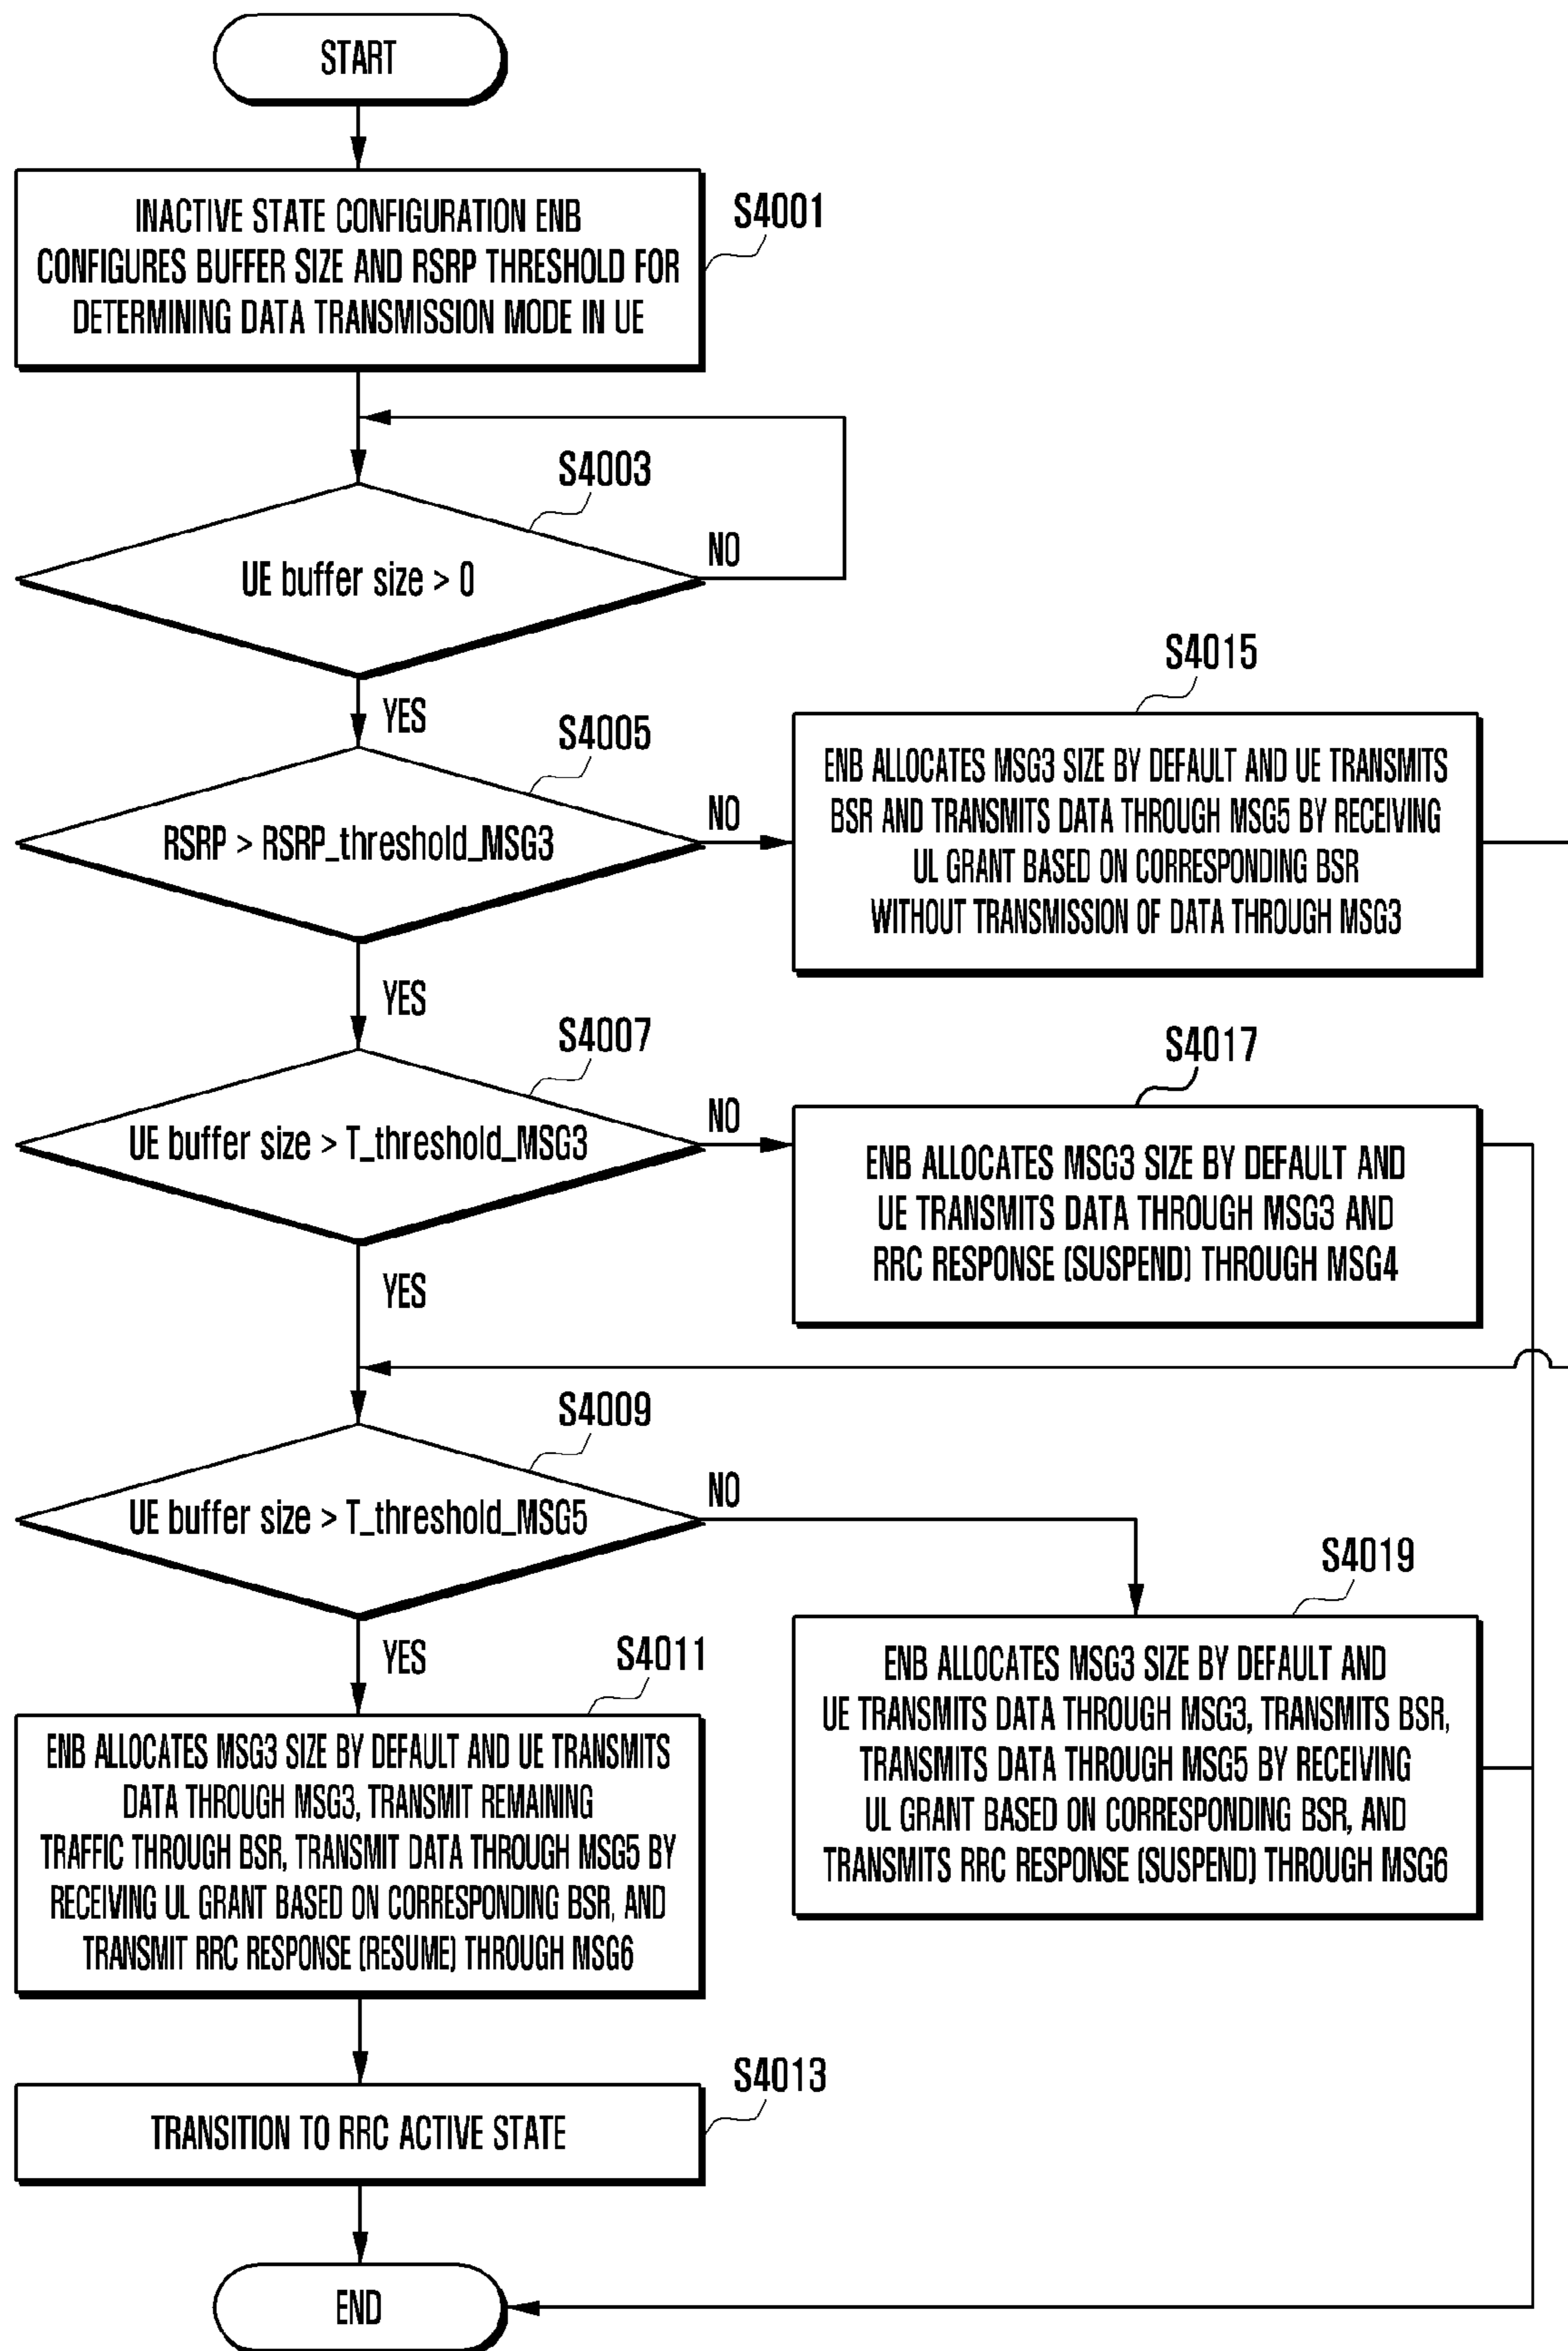 START
INACTIVE STATE CONFIGURATION ENB
CONFIGURES BUFFER SIZE AND RSRP THRESHOLD FOR
DETERMINING DATA TRANSMISSION MODE IN UE
S4001
S4003
UE buffer size > 0
NO
YES
S4005
RSRP > RSRP_threshold_MSG3
NO
S4015
ENB ALLOCATES MSG3 SIZE BY DEFAULT AND UE TRANSMITS
BSR AND TRANSMITS DATA THROUGH MSG5 BY RECEIVING
UL GRANT BASED ON CORRESPONDING BSR
WITHOUT TRANSMISSION OF DATA THROUGH MSG3
YES
S4007
UE buffer size > T_threshold_MSG3
NO
S4017
ENB ALLOCATES MSG3 SIZE BY DEFAULT AND
UE TRANSMITS DATA THROUGH MSG3 AND
RRC RESPONSE (SUSPEND) THROUGH MSG4
YES
S4009
UE buffer size > T_threshold_MSG5
NO
S4019
ENB ALLOCATES MSG3 SIZE BY DEFAULT AND
UE TRANSMITS DATA THROUGH MSG3, TRANSMITS BSR,
TRANSMITS DATA THROUGH MSG5 BY RECEIVING
UL GRANT BASED ON CORRESPONDING BSR, AND
TRANSMITS RRC RESPONSE (SUSPEND) THROUGH MSG6
YES
S4011
ENB ALLOCATES MSG3 SIZE BY DEFAULT AND UE TRANSMITS
DATA THROUGH MSG3, TRANSMIT REMAINING
TRAFFIC THROUGH BSR, TRANSMIT DATA THROUGH MSG5 BY
RECEIVING UL GRANT BASED ON CORRESPONDING BSR, AND
TRANSMIT RRC RESPONSE (RESUME) THROUGH MSG6
S4013
TRANSITION TO RRC ACTIVE STATE
END